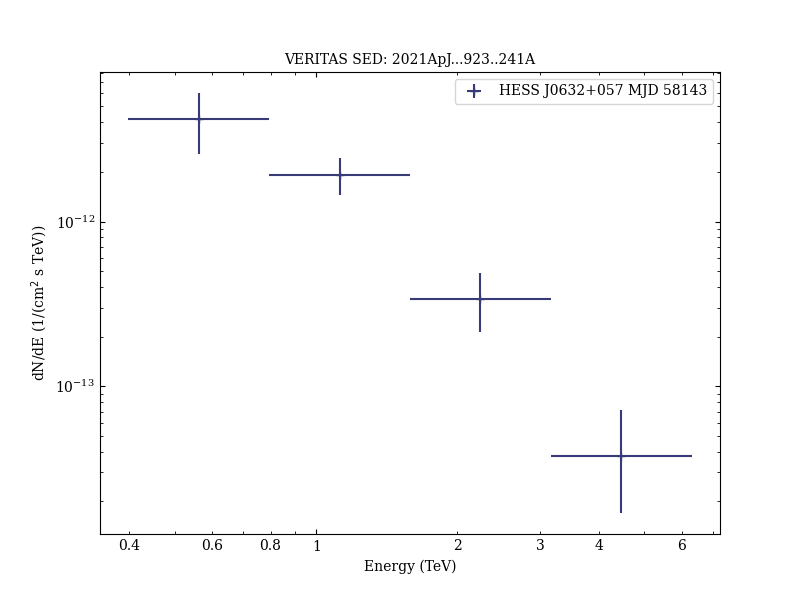 VERITAS SED: 2021ApJ...923..241A
HESS J0632+057 MJD 58143
10⁻¹²
10⁻¹³
dN/dE (1/(cm² s TeV))
0.4 0.6 0.8 1 2 3 4 6
Energy (TeV)